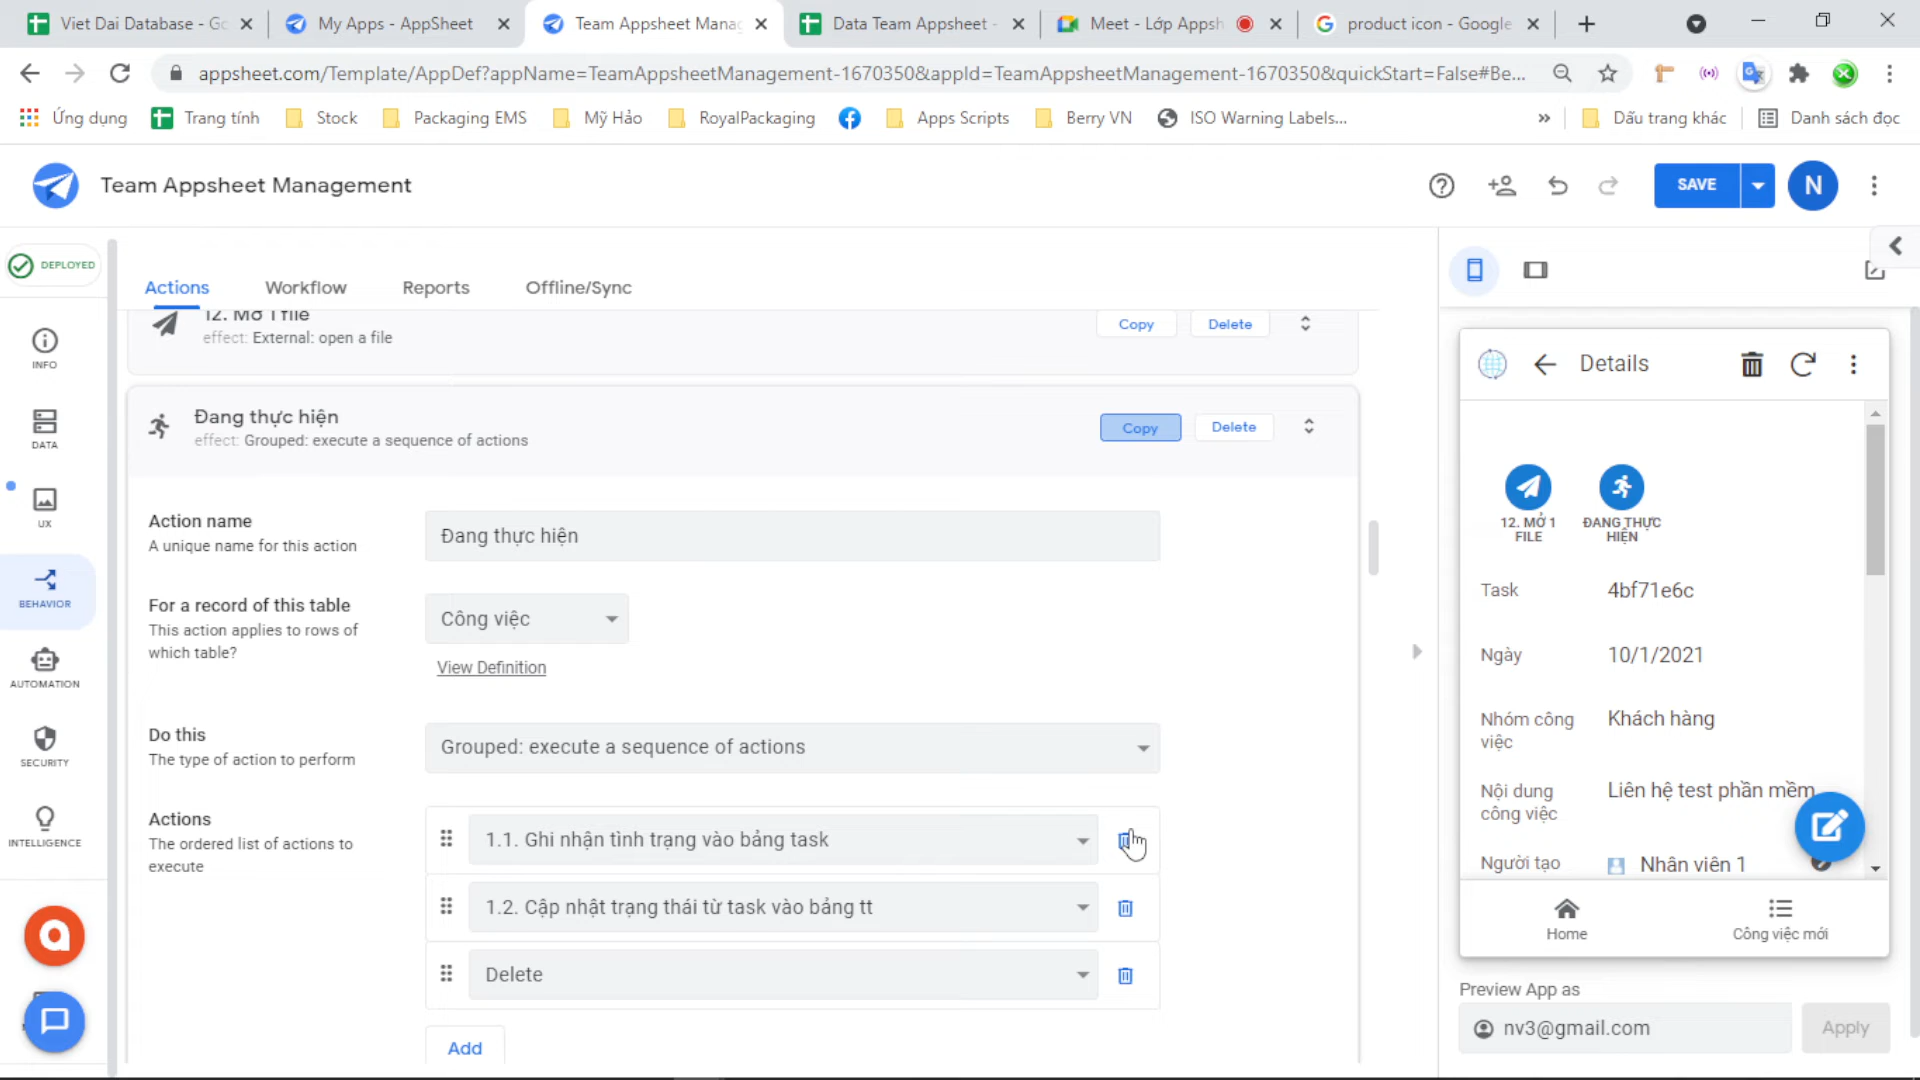 Viet Dai Database - Go
My Apps - AppSheet
Team Appsheet Manag
Data Team Appsheet -
Meet - Lớp Appsh
product icon - Google
appsheet.com/Template/AppDef?appName=TeamAppsheetManagement-1670350&appId=TeamAppsheetManagement-1670350&quickStart=False#Be...
Ứng dụng
Trang tính
Stock
Packaging EMS
Mỹ Hảo
RoyalPackaging
Apps Scripts
Berry VN
ISO Warning Labels...
»
Dấu trang khác
Danh sách đọc
Team Appsheet Management
SAVE
N
DEPLOYED
INFO
DATA
UX
BEHAVIOR
AUTOMATION
SECURITY
INTELLIGENCE
Actions
Workflow
Reports
Offline/Sync
12. Mở 1 file
effect: External: open a file
Copy
Delete
Đang thực hiện
effect: Grouped: execute a sequence of actions
Copy
Delete
Action name
A unique name for this action
Đang thực hiện
For a record of this table
This action applies to rows of
which table?
Công việc
View Definition
Do this
The type of action to perform
Grouped: execute a sequence of actions
Actions
The ordered list of actions to
execute
1.1. Ghi nhận tình trạng vào bảng task
1.2. Cập nhật trạng thái từ task vào bảng tt
Delete
Add
Details
12. MỞ 1
FILE
ĐANG THỰC
HIỆN
Task
4bf71e6c
Ngày
10/1/2021
Nhóm công
việc
Khách hàng
Nội dung
công việc
Liên hệ test phần mềm
Người tạo
Nhân viên 1
Home
Công việc mới
Preview App as
nv3@gmail.com
Apply